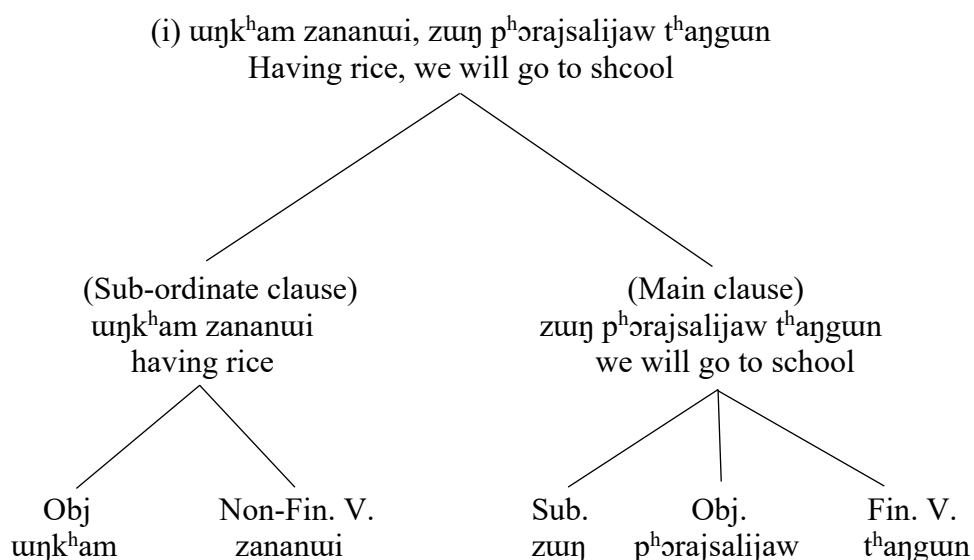 (i) ɯŋkʰam zananɯi, zɯŋ pʰɔrajsalijaw tʰaŋgɯn
Having rice, we will go to shcool
(Sub-ordinate clause) (Main clause)
ɯŋkʰam zananɯi zɯŋ pʰɔrajsalijaw tʰaŋgɯn
having rice we will go to school
Obj Non-Fin. V. Sub. Obj. Fin. V.
ɯŋkʰam zananɯi zɯŋ pʰɔrajsalijaw tʰaŋgɯn